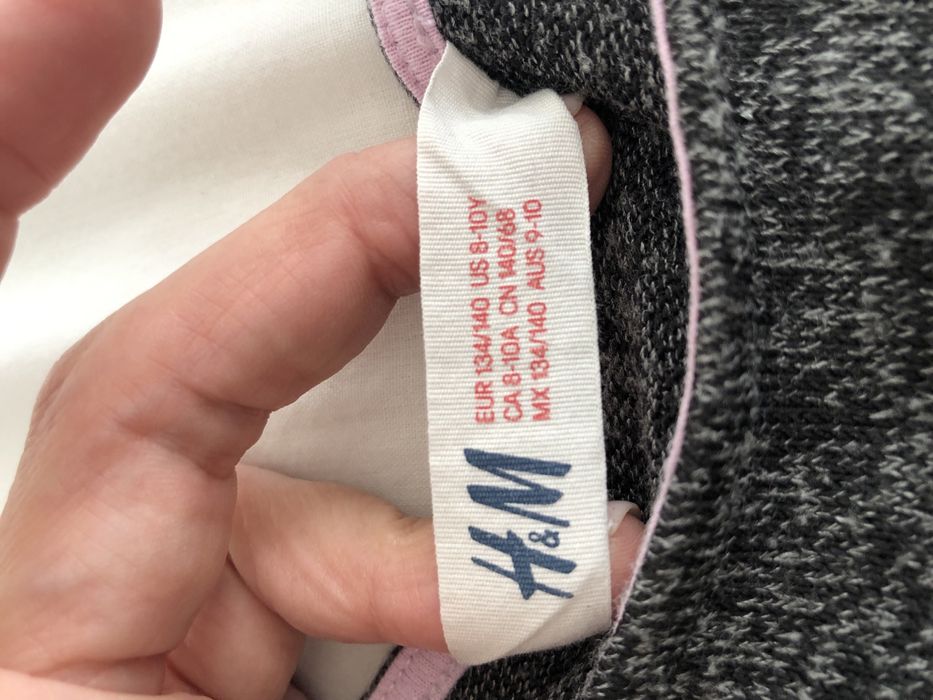 H&M
EUR 134/140 US 8-10Y
CA 8-10A CN 140/68
MX 134/140 AUS 9-10